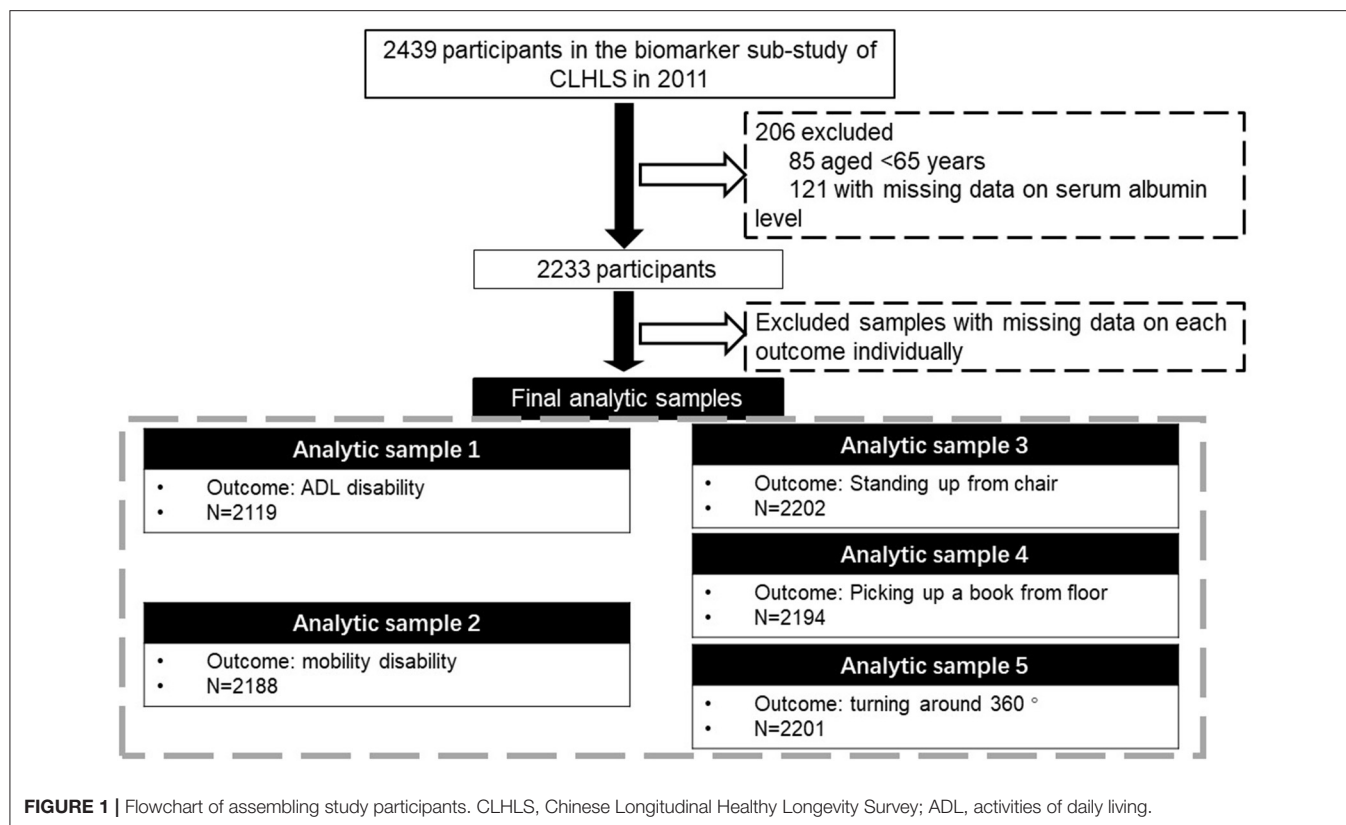 2439 participants in the biomarker sub-study of
CLHLS in 2011
206 excluded
85 aged <65 years
121 with missing data on serum albumin
level
2233 participants
Excluded samples with missing data on each
outcome individually
Final analytic samples
Analytic sample 1
• Outcome: ADL disability
• N=2119
Analytic sample 2
• Outcome: mobility disability
• N=2188
Analytic sample 3
• Outcome: Standing up from chair
• N=2202
Analytic sample 4
• Outcome: Picking up a book from floor
• N=2194
Analytic sample 5
• Outcome: turning around 360 °
• N=2201
FIGURE 1 | Flowchart of assembling study participants. CLHLS, Chinese Longitudinal Healthy Longevity Survey; ADL, activities of daily living.